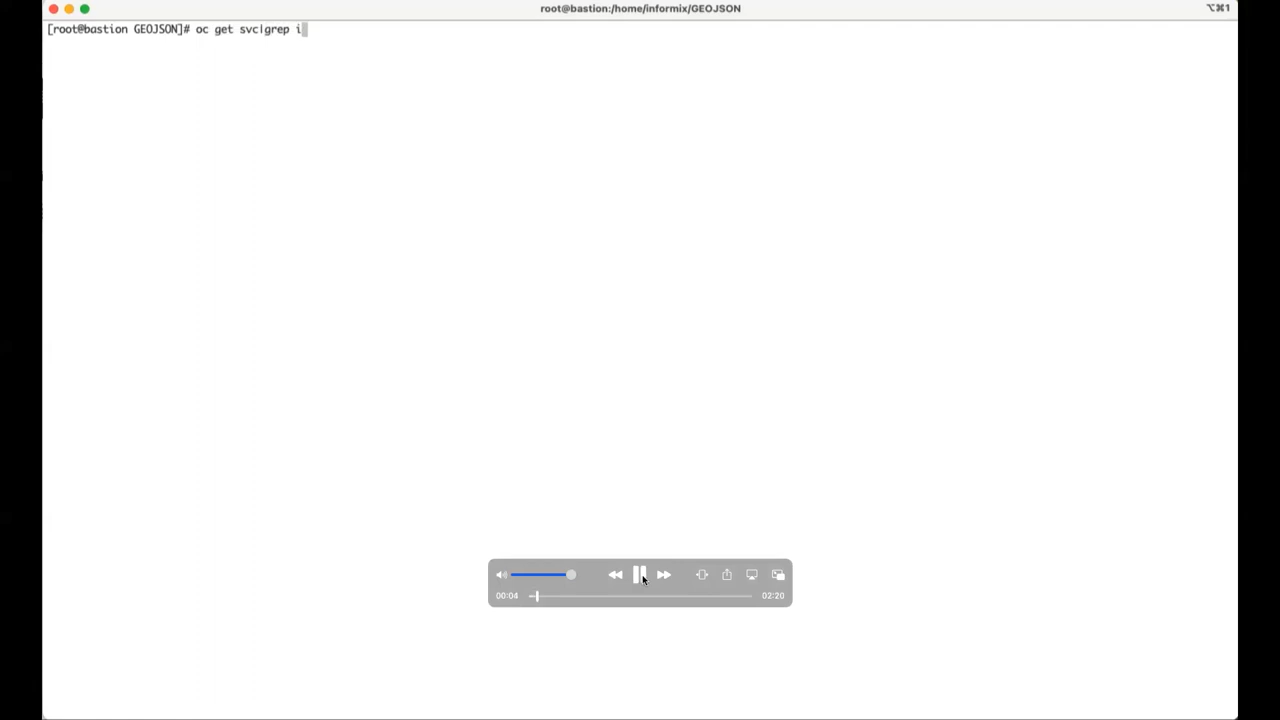 root@bastion:/home/informix/GEOJSON
⌥⌘1
[root@bastion GEOJSON]# oc get svc|grep i
00:04
02:20